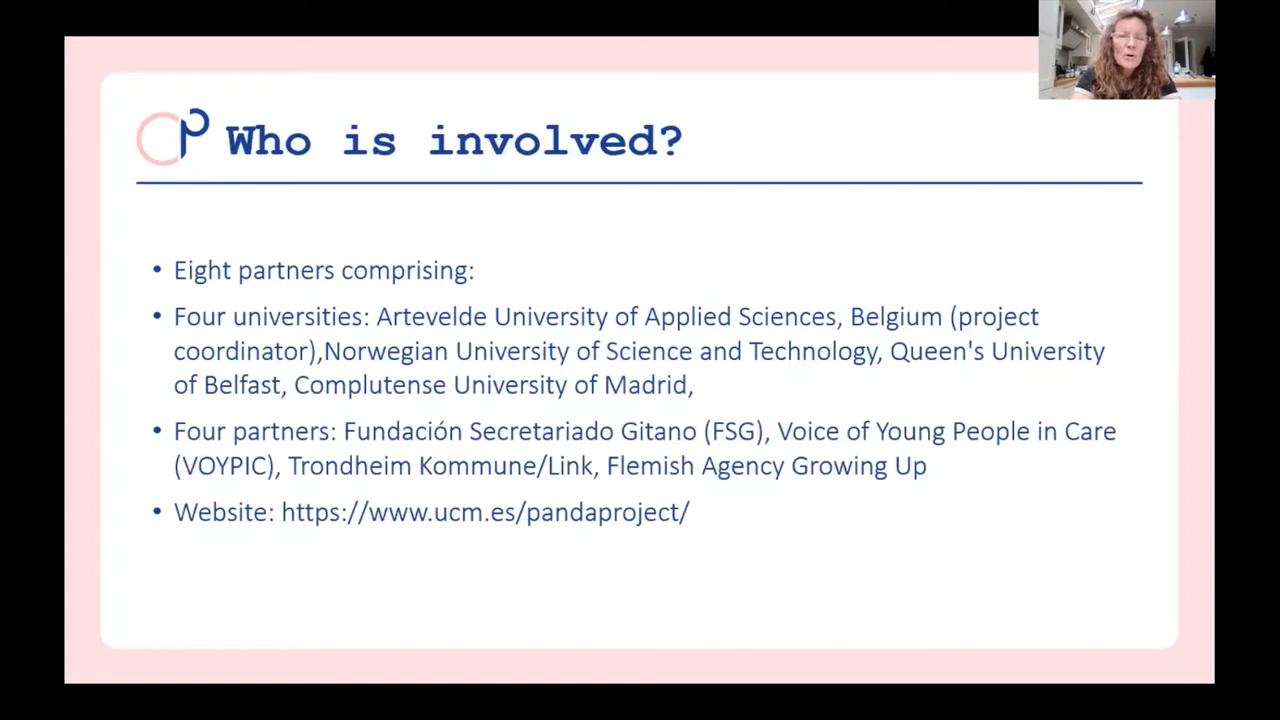 Who is involved?
• Eight partners comprising:
• Four universities: Artevelde University of Applied Sciences, Belgium (project
coordinator),Norwegian University of Science and Technology, Queen's University
of Belfast, Complutense University of Madrid,
• Four partners: Fundación Secretariado Gitano (FSG), Voice of Young People in Care
(VOYPIC), Trondheim Kommune/Link, Flemish Agency Growing Up
• Website: https://www.ucm.es/pandaproject/